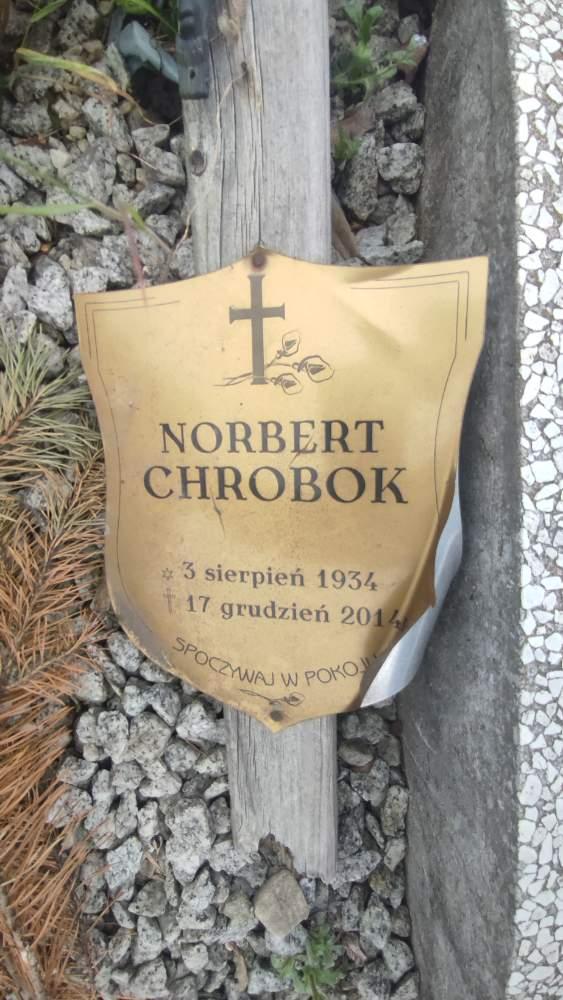 NORBERT
CHROBOK
✡ 3 sierpień 1934
† 17 grudzień 2014
SPOCZYWAJ W POKOJU